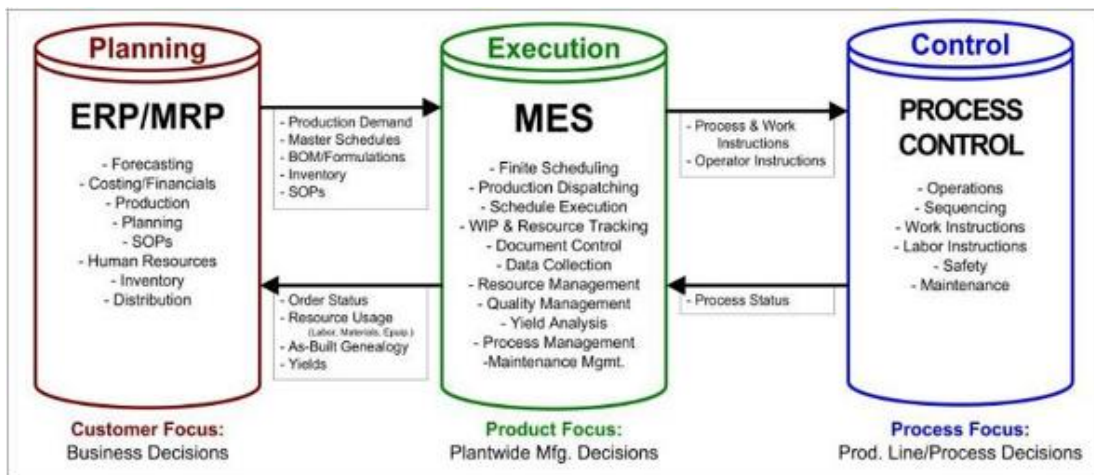 Planning
ERP/MRP
- Forecasting
- Costing/Financials
- Production
- Planning
- SOPs
- Human Resources
- Inventory
- Distribution
Customer Focus:
Business Decisions
- Production Demand
- Master Schedules
- BOM/Formulations
- Inventory
- SOPs
- Order Status
- Resource Usage
(Labor, Materials, Epuip.)
- As-Built Genealogy
- Yields
Execution
MES
- Finite Scheduling
- Production Dispatching
- Schedule Execution
- WIP & Resource Tracking
- Document Control
- Data Collection
- Resource Management
- Quality Management
- Yield Analysis
- Process Management
-Maintenance Mgmt.
Product Focus:
Plantwide Mfg. Decisions
- Process & Work
Instructions
- Operator Instructions
- Process Status
Control
PROCESS
CONTROL
- Operations
- Sequencing
- Work Instructions
- Labor Instructions
- Safety
- Maintenance
Process Focus:
Prod. Line/Process Decisions